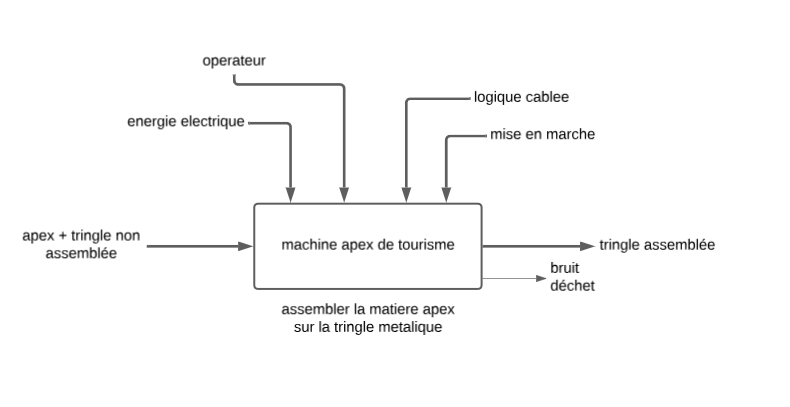 operateur
logique cablee
energie electrique
mise en marche
apex + tringle non
assemblée
machine apex de tourisme
tringle assemblée
bruit
déchet
assembler la matiere apex
sur la tringle metalique